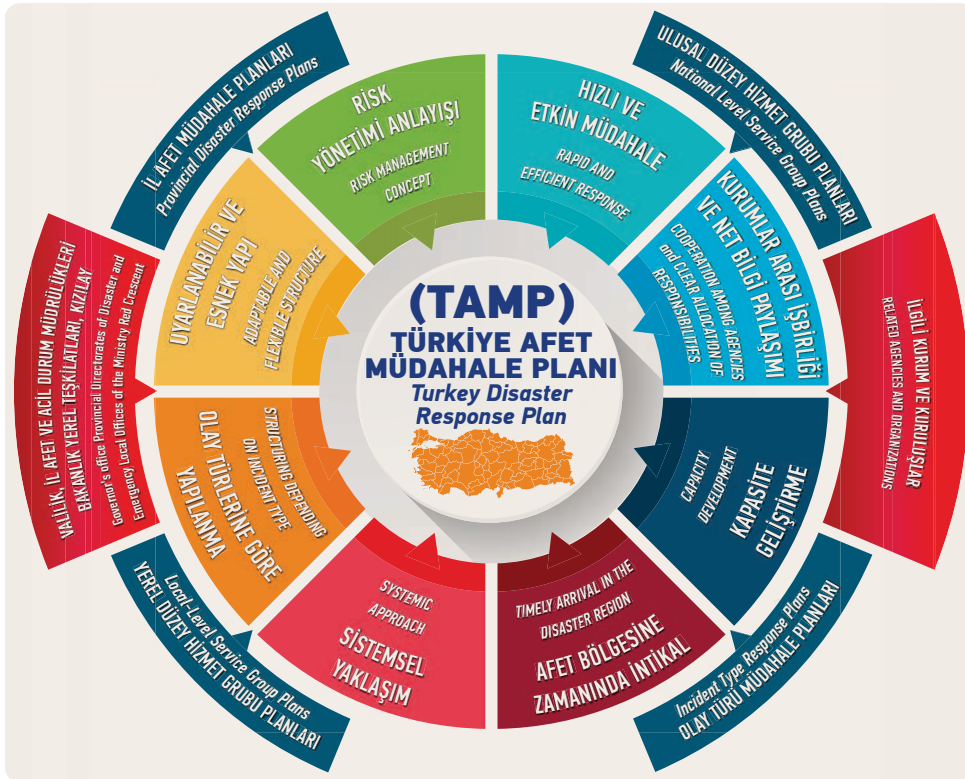 (TAMP)
TÜRKİYE AFET
MÜDAHALE PLANI
Turkey Disaster
Response Plan
RİSK
YÖNETİMİ ANLAYIŞI
RISK MANAGEMENT
CONCEPT
HIZLI VE
ETKİN MÜDAHALE
RAPID AND
EFFICIENT RESPONSE
KURUMLAR ARASI İŞBİRLİĞİ
VE NET BİLGİ PAYLAŞIMI
COOPERATION AMONG AGENCIES
and CLEAR ALLOCATION OF
RESPONSIBILITIES
CAPACITY
DEVELOPMENT
KAPASİTE
GELİŞTİRME
TIMELY ARRIVAL IN THE
DISASTER REGION
AFET BÖLGESİNE
ZAMANINDA İNTİKAL
SYSTEMIC
APPROACH
SİSTEMSEL
YAKLAŞIM
STRUCTURING DEPENDING
ON INCIDENT TYPE
OLAY TÜRLERİNE GÖRE
YAPILANMA
UYARLANABİLİR VE
ESNEK YAPI
ADAPTABLE AND
FLEXIBLE STRUCTURE
İL AFET MÜDAHALE PLANLARI
Provincial Disaster Response Plans
ULUSAL DÜZEY HİZMET GRUBU PLANLARI
National Level Service Group Plans
İLGİLİ KURUM VE KURULUŞLAR
RELATED AGENCIES AND ORGANIZATIONS
Incident Type Response Plans
OLAY TÜRÜ MÜDAHALE PLANLARI
Local-Level Service Group Plans
YEREL DÜZEY HİZMET GRUBU PLANLARI
VALİLİK, İL AFET VE ACİL DURUM MÜDÜRLÜKLERİ
BAKANLIK YEREL TEŞKİLATLARI, KIZILAY
Governor's office Provincial Directorates of Disaster and
Emergency Local Offices of the Ministry Red Crescent